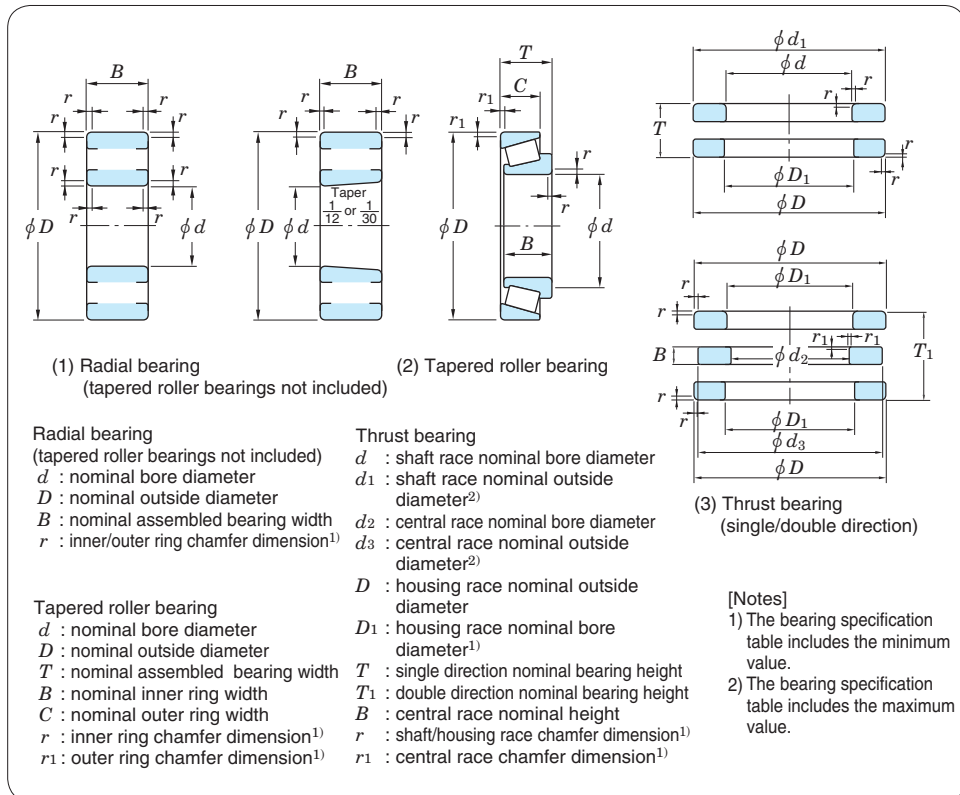 B
r
r
r
r
r
r
r
r
φD
φd
B
r
r
r
r
Taper
1/12 or 1/30
φD
φd
T
C
r1
r1
r
r
φD
B
φd
φd1
φd
r
r
T
r
r
φD1
φD
φD
φD1
r
r
r1
r1
B
φd2
T1
r
r
φD1
φd3
φD
(1) Radial bearing
(tapered roller bearings not included)
(2) Tapered roller bearing
(3) Thrust bearing
(single/double direction)
Radial bearing
(tapered roller bearings not included)
d : nominal bore diameter
D : nominal outside diameter
B : nominal assembled bearing width
r : inner/outer ring chamfer dimension1)
Tapered roller bearing
d : nominal bore diameter
D : nominal outside diameter
T : nominal assembled bearing width
B : nominal inner ring width
C : nominal outer ring width
r : inner ring chamfer dimension1)
r1 : outer ring chamfer dimension1)
Thrust bearing
d : shaft race nominal bore diameter
d1 : shaft race nominal outside
diameter2)
d2 : central race nominal bore diameter
d3 : central race nominal outside
diameter2)
D : housing race nominal outside
diameter
D1 : housing race nominal bore
diameter1)
T : single direction nominal bearing height
T1 : double direction nominal bearing height
B : central race nominal height
r : shaft/housing race chamfer dimension1)
r1 : central race chamfer dimension1)
[Notes]
1) The bearing specification
table includes the minimum
value.
2) The bearing specification
table includes the maximum
value.